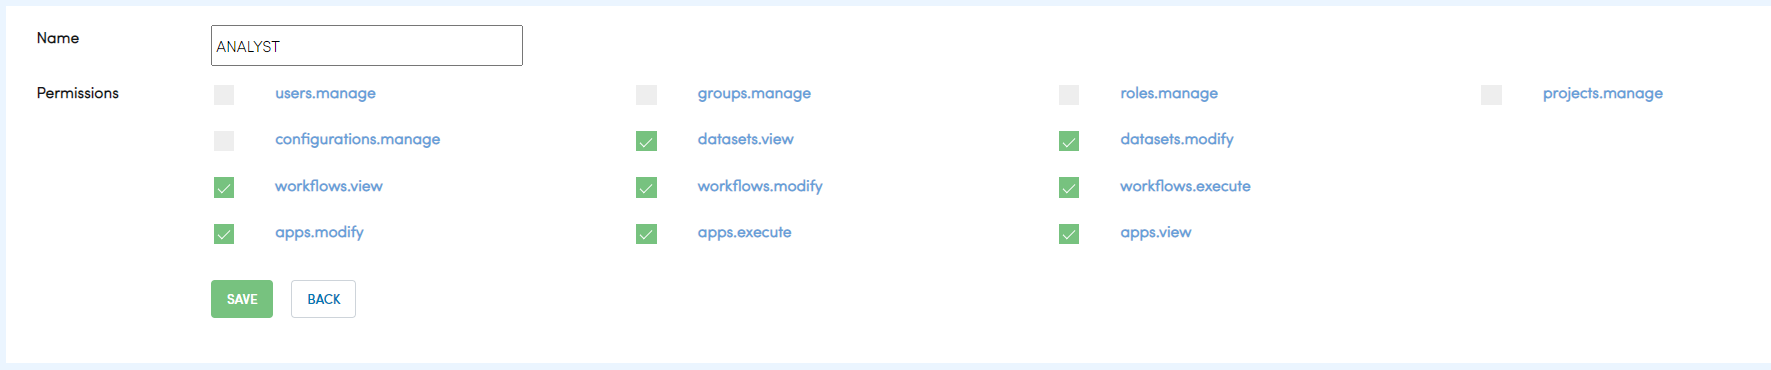 Name ANALYST
Permissions users.manage groups.manage roles.manage projects.manage
configurations.manage datasets.view datasets.modify
workflows.view workflows.modify workflows.execute
apps.modify apps.execute apps.view
SAVE BACK